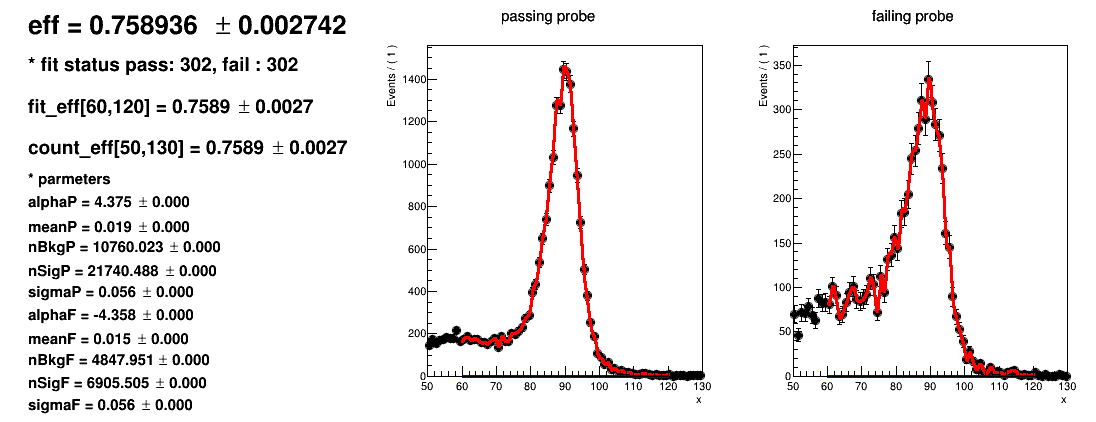 eff = 0.758936 ± 0.002742
* fit status pass: 302, fail : 302
fit_eff[60,120] = 0.7589 ± 0.0027
count_eff[50,130] = 0.7589 ± 0.0027
* parmeters
alphaP = 4.375 ± 0.000
meanP = 0.019 ± 0.000
nBkgP = 10760.023 ± 0.000
nSigP = 21740.488 ± 0.000
sigmaP = 0.056 ± 0.000
alphaF = -4.358 ± 0.000
meanF = 0.015 ± 0.000
nBkgF = 4847.951 ± 0.000
nSigF = 6905.505 ± 0.000
sigmaF = 0.056 ± 0.000
passing probe
Events / ( 1 )
1400
1200
1000
800
600
400
200
0
50 60 70 80 90 100 110 120 130
x
failing probe
Events / ( 1 )
350
300
250
200
150
100
50
0
50 60 70 80 90 100 110 120 130
x